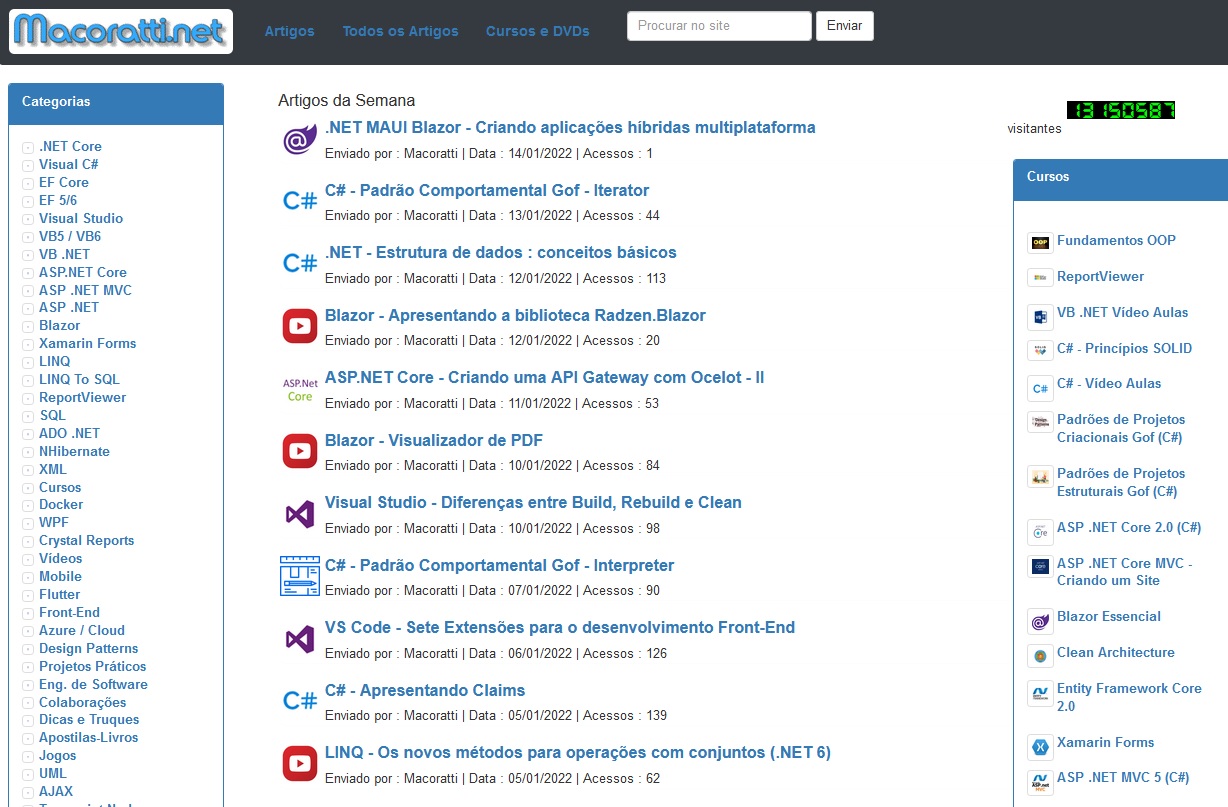 Macoratti.net
Artigos
Todos os Artigos
Cursos e DVDs
Procurar no site
Enviar
Categorias
.NET Core
Visual C#
EF Core
EF 5/6
Visual Studio
VB5 / VB6
VB .NET
ASP.NET Core
ASP .NET MVC
ASP .NET
Blazor
Xamarin Forms
LINQ
LINQ To SQL
ReportViewer
SQL
ADO .NET
NHibernate
XML
Cursos
Docker
WPF
Crystal Reports
Vídeos
Mobile
Flutter
Front-End
Azure / Cloud
Design Patterns
Projetos Práticos
Eng. de Software
Colaborações
Dicas e Truques
Apostilas-Livros
Jogos
UML
AJAX
Artigos da Semana
.NET MAUI Blazor - Criando aplicações híbridas multiplataforma
Enviado por : Macoratti | Data : 14/01/2022 | Acessos : 1
C#
C# - Padrão Comportamental Gof - Iterator
Enviado por : Macoratti | Data : 13/01/2022 | Acessos : 44
C#
.NET - Estrutura de dados : conceitos básicos
Enviado por : Macoratti | Data : 12/01/2022 | Acessos : 113
Blazor - Apresentando a biblioteca Radzen.Blazor
Enviado por : Macoratti | Data : 12/01/2022 | Acessos : 20
ASP.Net
Core
ASP.NET Core - Criando uma API Gateway com Ocelot - II
Enviado por : Macoratti | Data : 11/01/2022 | Acessos : 53
Blazor - Visualizador de PDF
Enviado por : Macoratti | Data : 10/01/2022 | Acessos : 84
Visual Studio - Diferenças entre Build, Rebuild e Clean
Enviado por : Macoratti | Data : 10/01/2022 | Acessos : 98
C# - Padrão Comportamental Gof - Interpreter
Enviado por : Macoratti | Data : 07/01/2022 | Acessos : 90
VS Code - Sete Extensões para o desenvolvimento Front-End
Enviado por : Macoratti | Data : 06/01/2022 | Acessos : 126
C#
C# - Apresentando Claims
Enviado por : Macoratti | Data : 05/01/2022 | Acessos : 139
LINQ - Os novos métodos para operações com conjuntos (.NET 6)
Enviado por : Macoratti | Data : 05/01/2022 | Acessos : 62
13150587
visitantes
Cursos
OOP
Fundamentos OOP
ReportViewer
VB .NET Vídeo Aulas
C# - Princípios SOLID
C#
C# - Vídeo Aulas
Padrões de Projetos
Criacionais Gof (C#)
Padrões de Projetos
Estruturais Gof (C#)
ASP .NET Core 2.0 (C#)
ASP .NET Core MVC -
Criando um Site
Blazor Essencial
Clean Architecture
Entity Framework Core
2.0
Xamarin Forms
ASP .NET MVC 5 (C#)